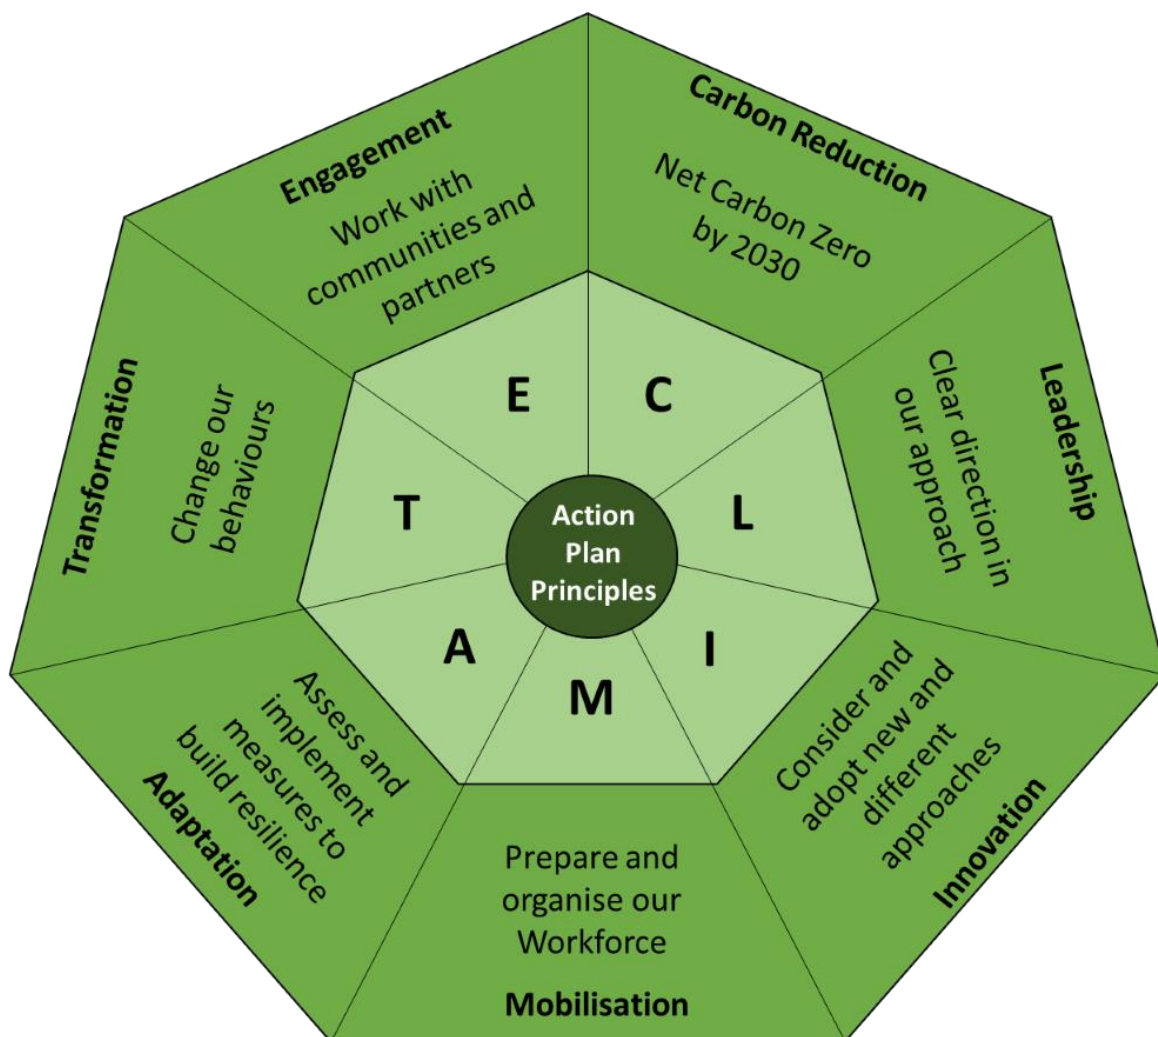 Carbon Reduction
Net Carbon Zero
by 2030
C
Leadership
Clear direction in
our approach
L
Innovation
Consider and
adopt new and
different
approaches
I
Mobilisation
Prepare and
organise our
Workforce
M
Adaptation
Assess and
implement
measures to
build resilience
A
Transformation
Change our
behaviours
T
Engagement
Work with
communities and
partners
E
Action
Plan
Principles